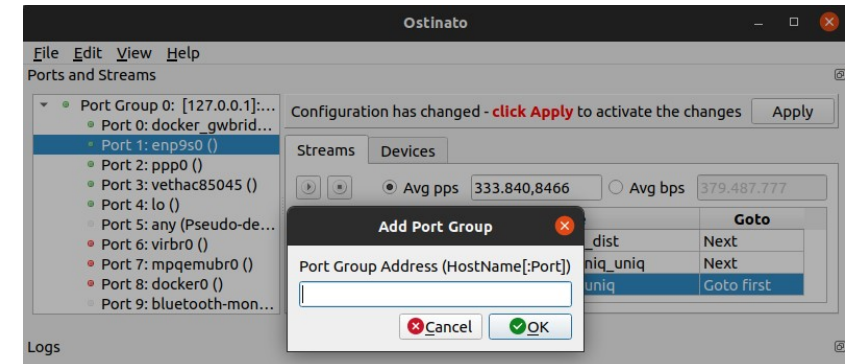 Ostinato
File Edit View Help
Ports and Streams
Port Group 0: [127.0.0.1]:...
Port 0: docker_gwbrid...
Port 1: enp9s0 ()
Port 2: ppp0 ()
Port 3: vethac85045 ()
Port 4: lo ()
Port 5: any (Pseudo-de...
Port 6: virbr0 ()
Port 7: mpqemubr0 ()
Port 8: docker0 ()
Port 9: bluetooth-mon...
Configuration has changed - click Apply to activate the changes Apply
Streams Devices
Avg pps 333.840,8466 Avg bps 379.487.777
Goto
_dist Next
niq_uniq Next
uniq Goto first
Add Port Group
Port Group Address (HostName[:Port])
Cancel OK
Logs